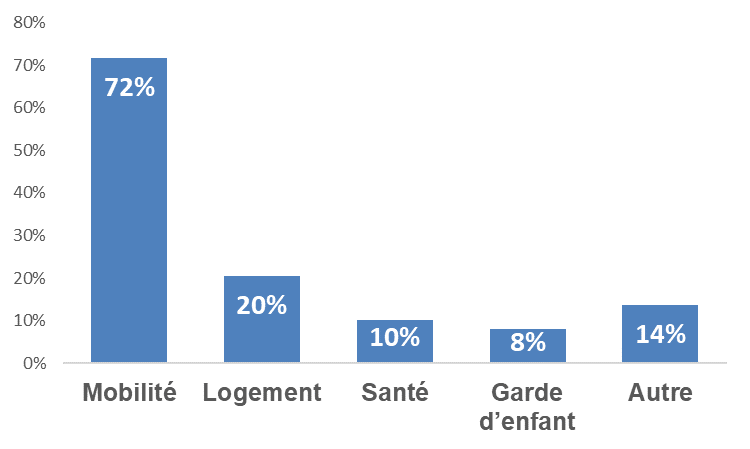 80%
70%
60%
50%
40%
30%
20%
10%
0%
72%
20%
10%
8%
14%
Mobilité
Logement
Santé
Garde
d’enfant
Autre